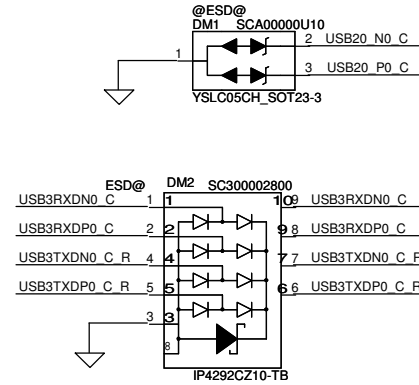 @ESD@
DM1 SCA00000U10
1
2 USB20_N0_C
3 USB20_P0_C
YSLC05CH_SOT23-3
ESD@ DM2 SC300002800
USB3RXDN0_C 1 1 10 9 USB3RXDN0_C
USB3RXDP0_C 2 2 9 8 USB3RXDP0_C
USB3TXDN0_C_R 4 4 7 7 USB3TXDN0_C_R
USB3TXDP0_C_R 5 5 6 6 USB3TXDP0_C_R
3 3
8
IP4292CZ10-TB